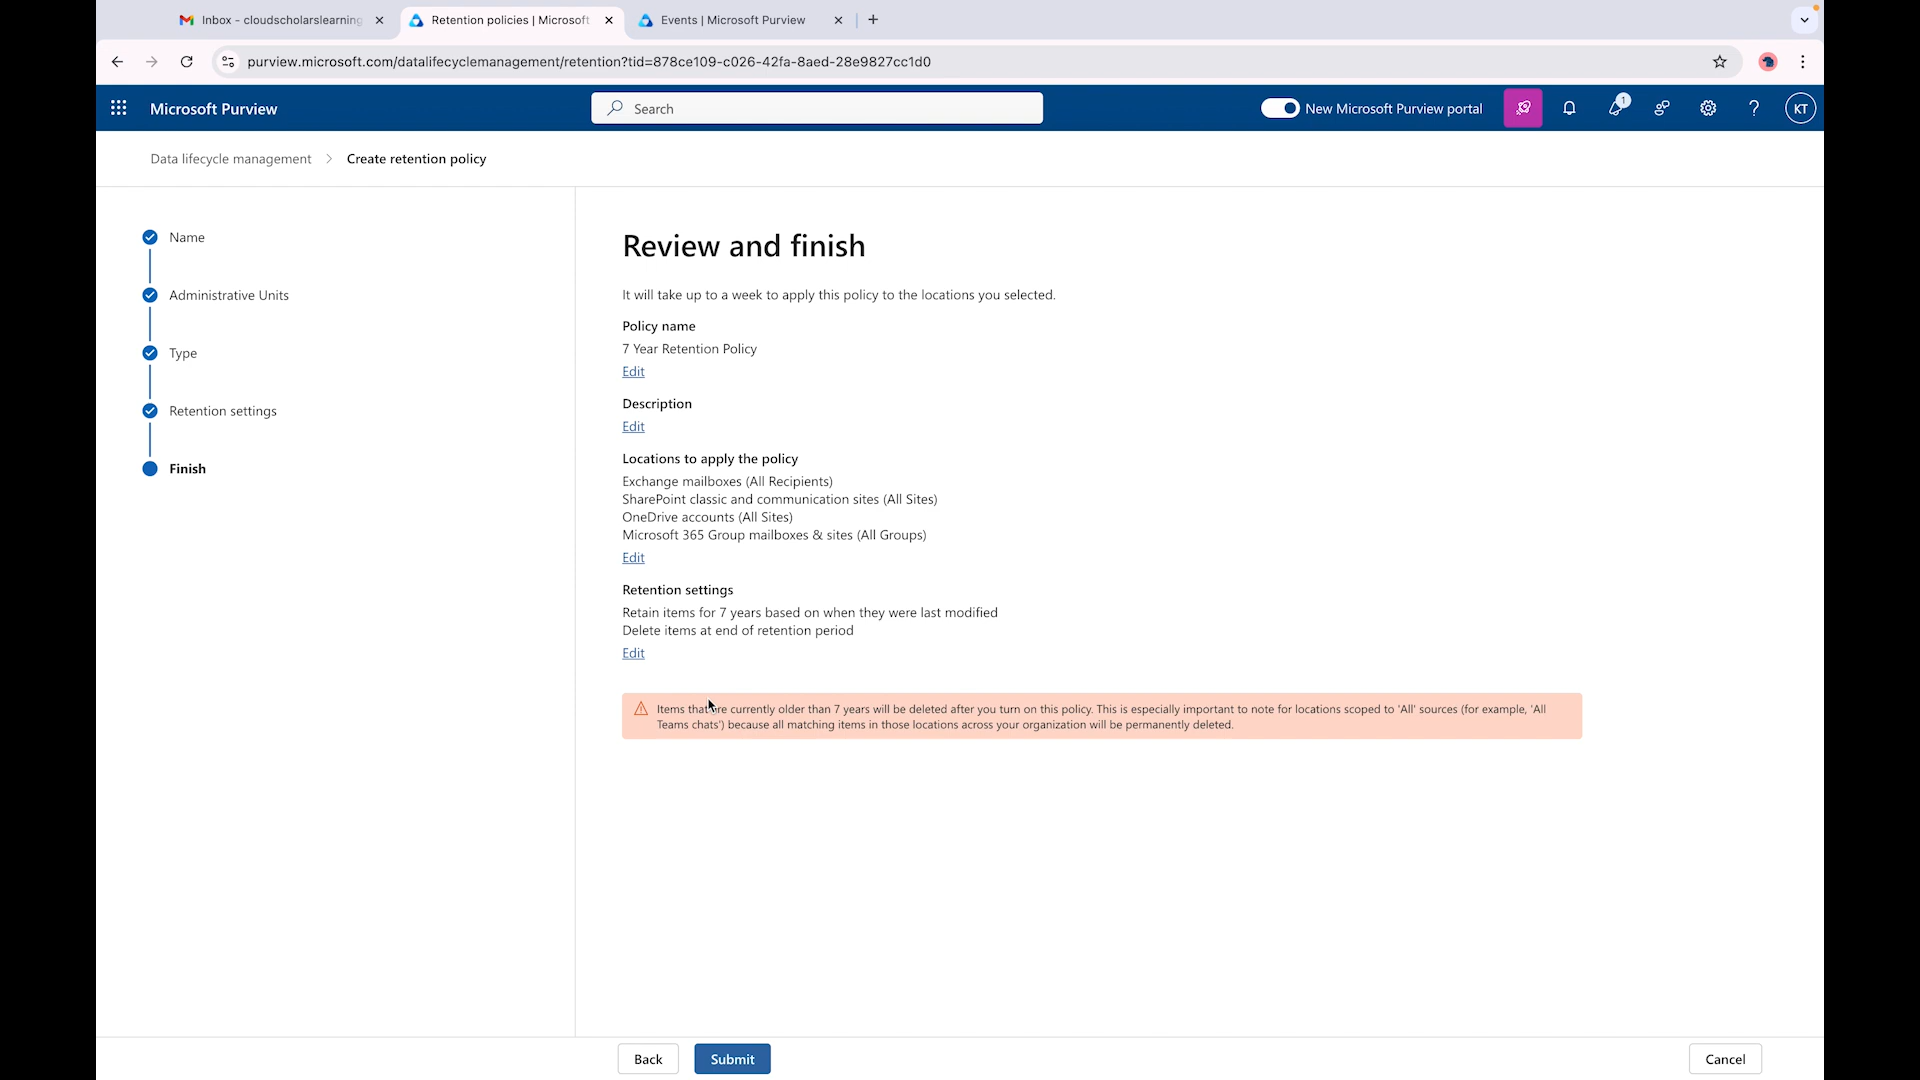 Inbox - cloudscholarslearning
Retention policies | Microsoft
Events | Microsoft Purview
purview.microsoft.com/datalifecyclemanagement/retention?tid=878ce109-c026-42fa-8aed-28e9827cc1d0
Microsoft Purview
Search
New Microsoft Purview portal
1
KT
Data lifecycle management > Create retention policy
Name
Administrative Units
Type
Retention settings
Finish
Review and finish
It will take up to a week to apply this policy to the locations you selected.
Policy name
7 Year Retention Policy
Edit
Description
Edit
Locations to apply the policy
Exchange mailboxes (All Recipients)
SharePoint classic and communication sites (All Sites)
OneDrive accounts (All Sites)
Microsoft 365 Group mailboxes & sites (All Groups)
Edit
Retention settings
Retain items for 7 years based on when they were last modified
Delete items at end of retention period
Edit
Items that are currently older than 7 years will be deleted after you turn on this policy. This is especially important to note for locations scoped to 'All' sources (for example, 'All
Teams chats') because all matching items in those locations across your organization will be permanently deleted.
Back
Submit
Cancel